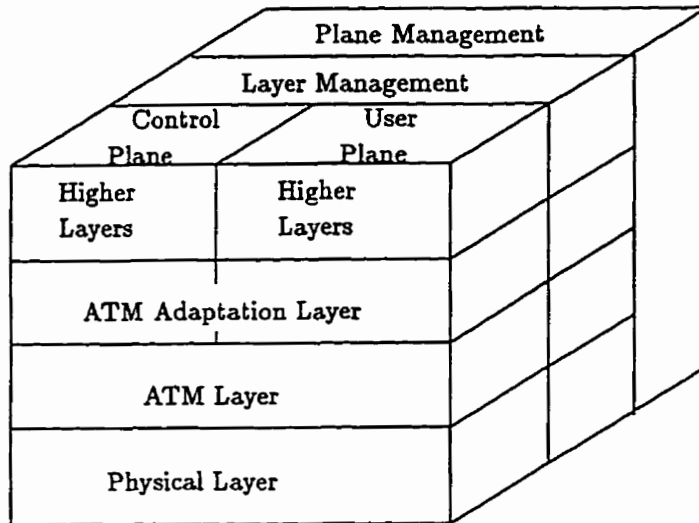 Plane Management
Layer Management
Control
Plane
User
Plane
Higher
Layers
Higher
Layers
ATM Adaptation Layer
ATM Layer
Physical Layer